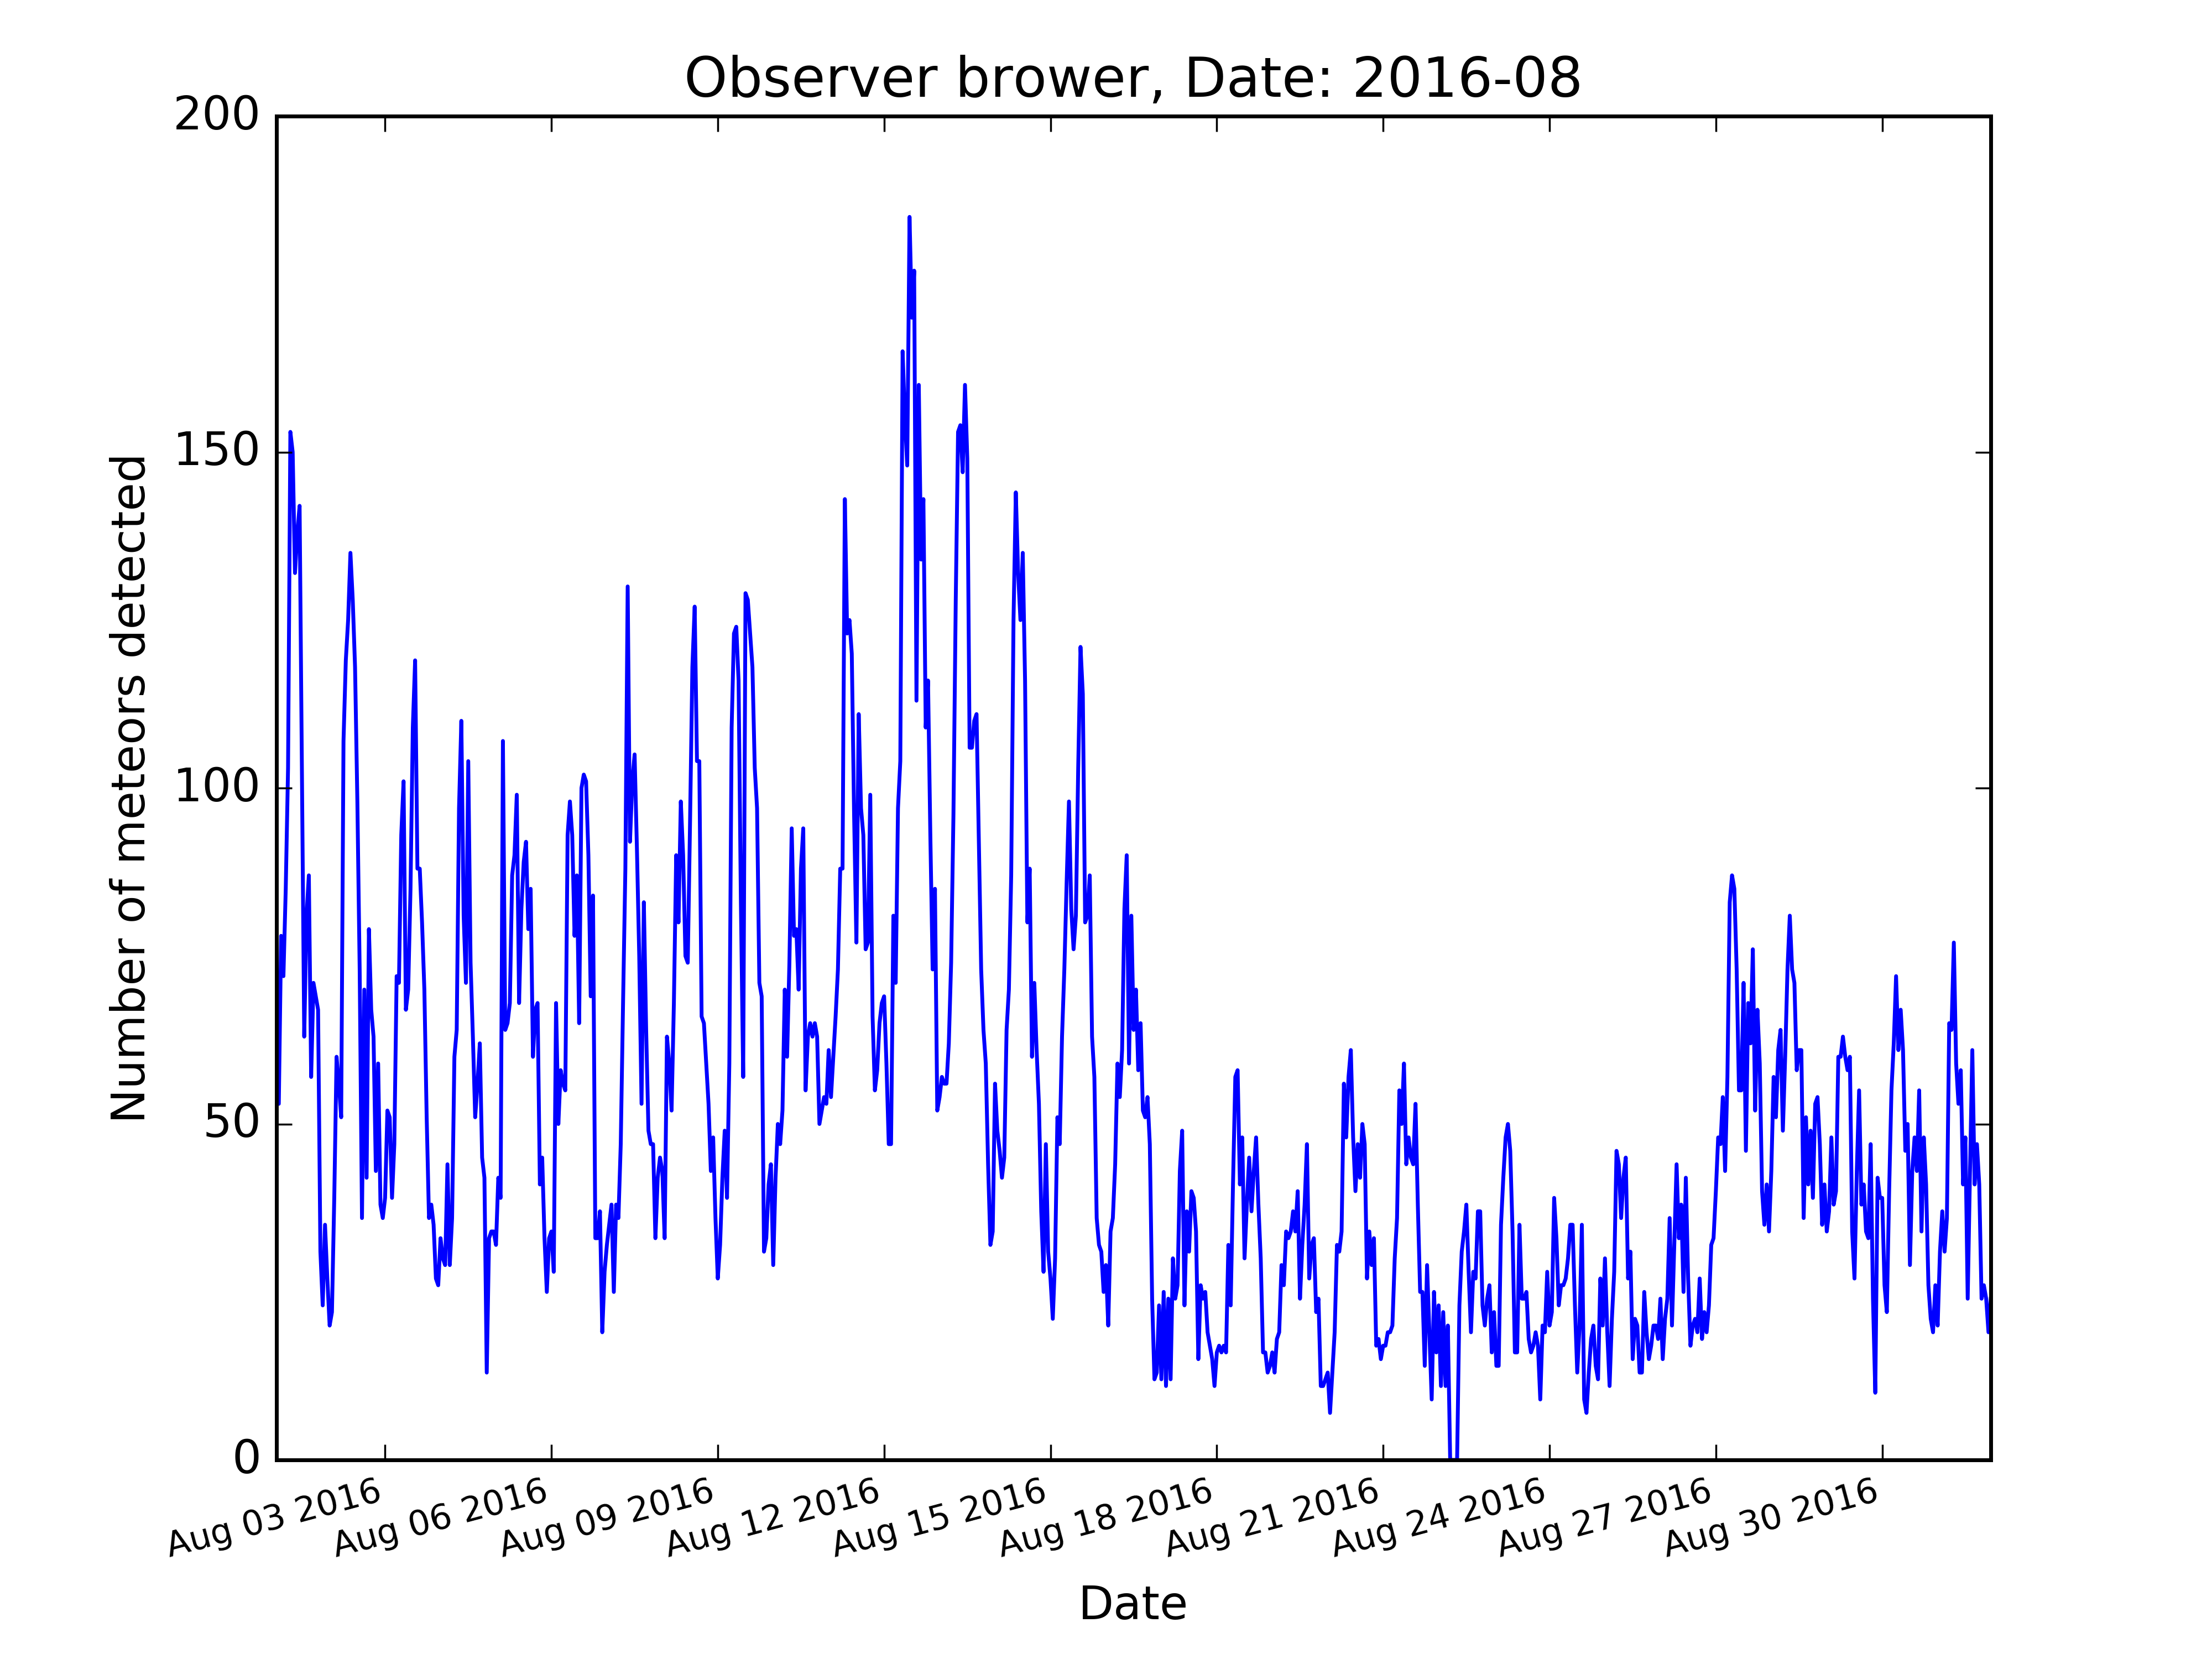 Observer brower, Date: 2016-08
200
150
100
50
0
Number of meteors detected
Aug 03 2016
Aug 06 2016
Aug 09 2016
Aug 12 2016
Aug 15 2016
Aug 18 2016
Aug 21 2016
Aug 24 2016
Aug 27 2016
Aug 30 2016
Date